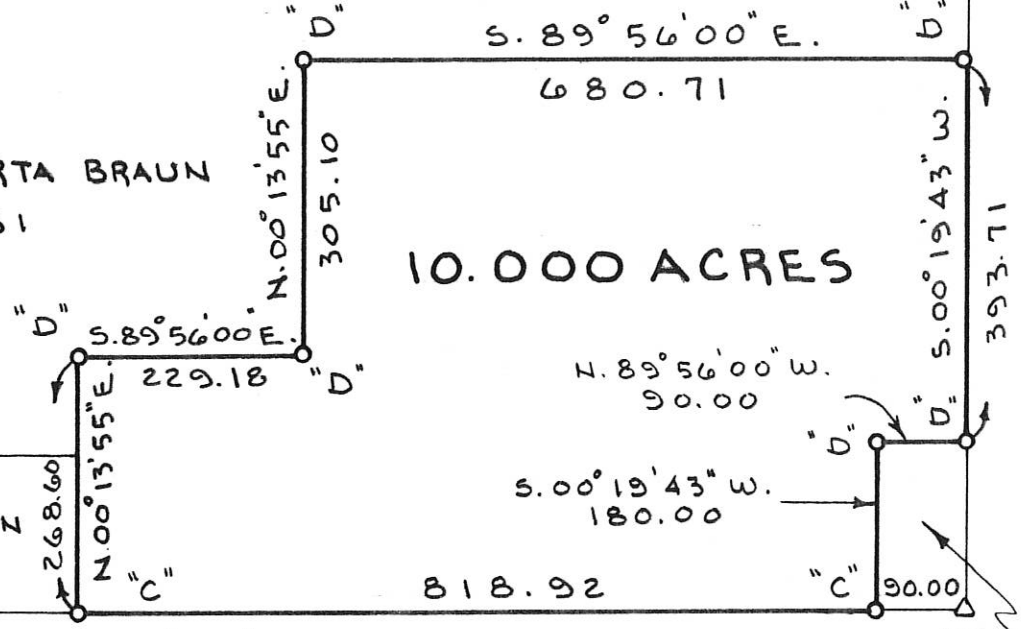 "D"
S. 89° 56' 00" E.
"D"
680.71
N. 00° 13' 55" E.
305.10
S. 00° 19' 43" W.
393.71
RTA BRAUN
10.000 ACRES
"D"
S. 89° 56' 00" E.
229.18
"D"
N. 89° 56' 00" W.
90.00
"D"
"D"
N. 00° 13' 55" E.
268.60
N
S. 00° 19' 43" W.
180.00
"C"
818.92
"C"
90.00